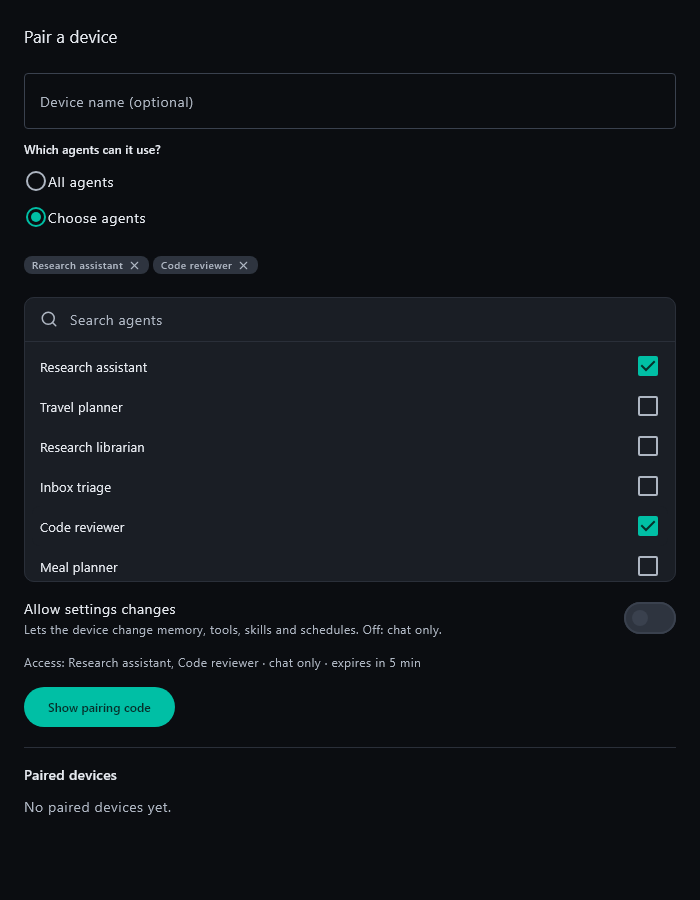 Pair a device
Device name (optional)
Which agents can it use?
All agents
Choose agents
Research assistant
Code reviewer
Search agents
Research assistant
Travel planner
Research librarian
Inbox triage
Code reviewer
Meal planner
Allow settings changes
Lets the device change memory, tools, skills and schedules. Off: chat only.
Access: Research assistant, Code reviewer · chat only · expires in 5 min
Show pairing code
Paired devices
No paired devices yet.